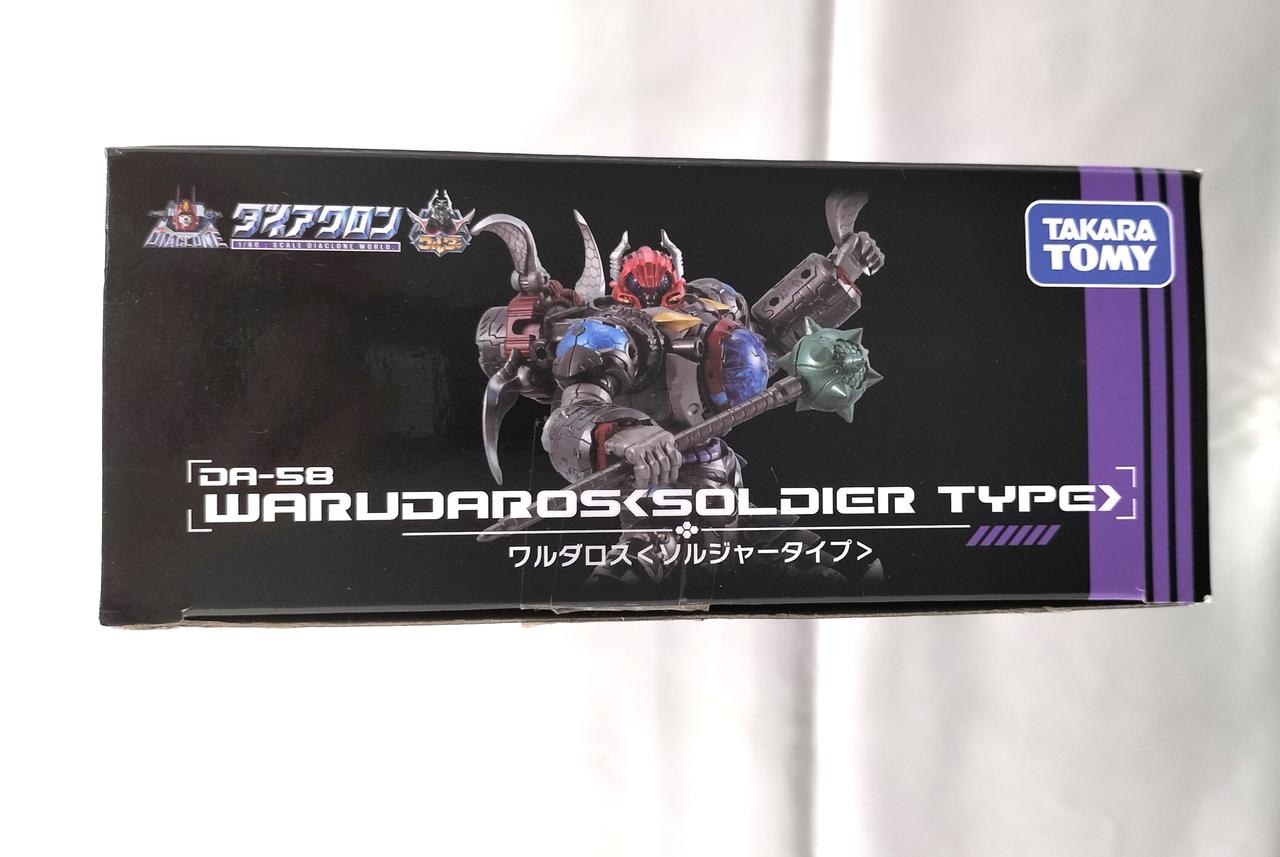 DIACLONE
ダイアクロン
1/60 : SCALE DIACLONE WORLD
TAKARA
TOMY
DA-58
WARUDAROS<SOLDIER TYPE>
ワルダロス<ソルジャータイプ>